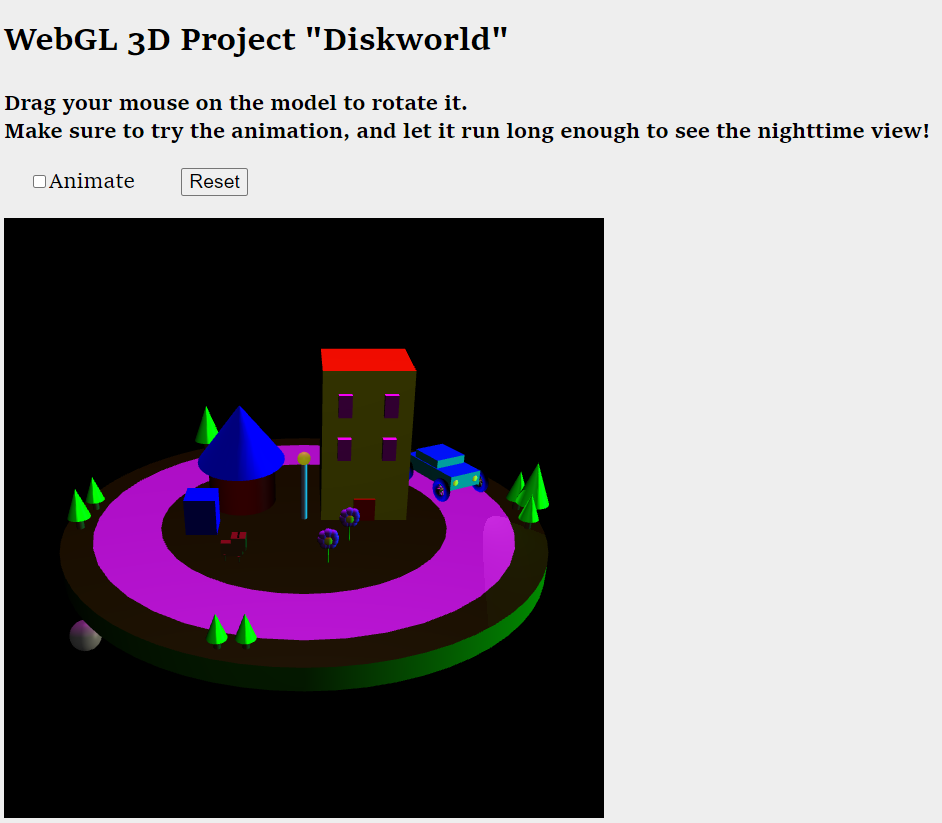 WebGL 3D Project "Diskworld"
Drag your mouse on the model to rotate it.
Make sure to try the animation, and let it run long enough to see the nighttime view!
Animate Reset